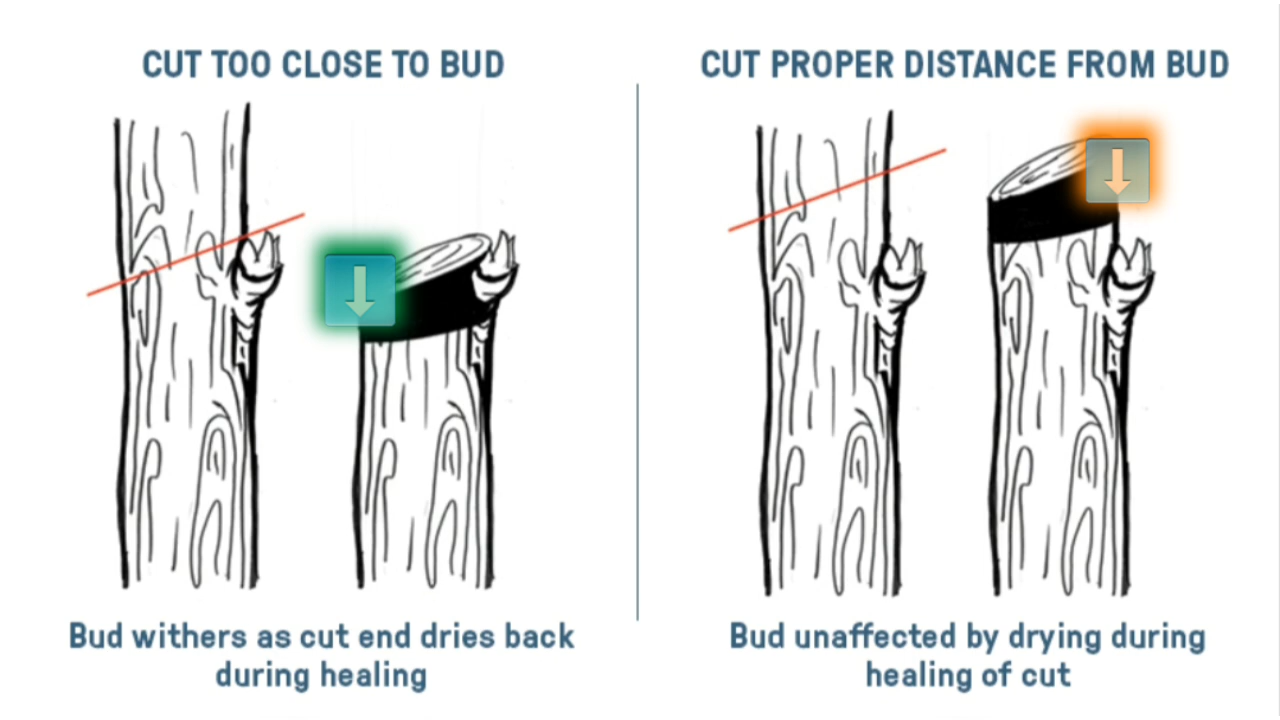 CUT TOO CLOSE TO BUD
CUT PROPER DISTANCE FROM BUD
Bud withers as cut end dries back
during healing
Bud unaffected by drying during
healing of cut